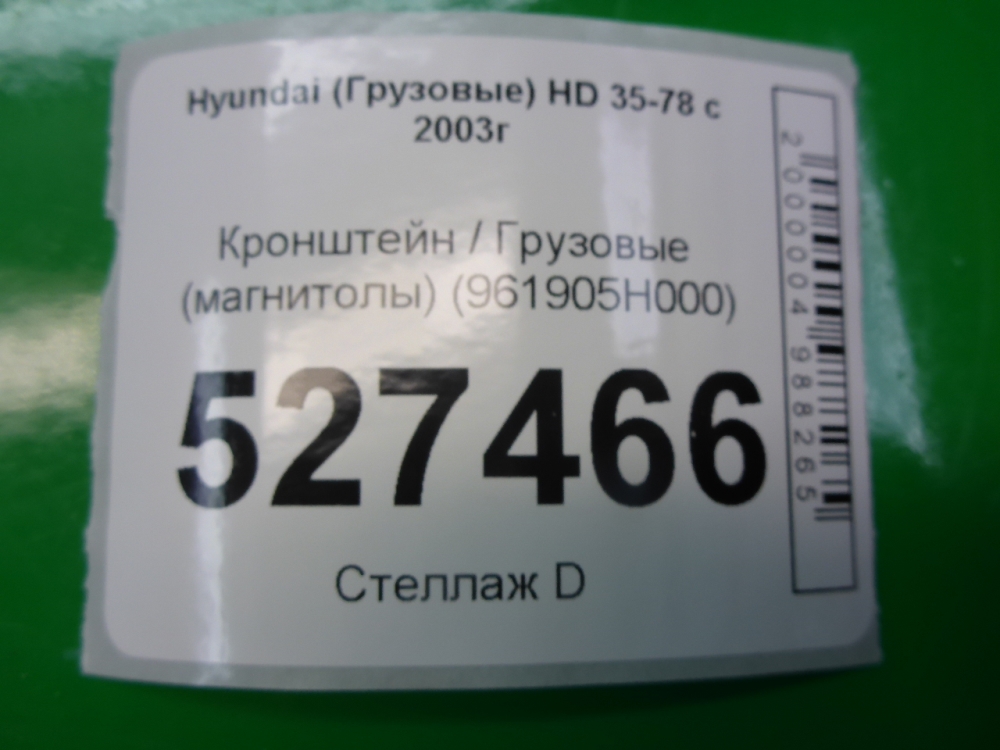 Hyundai (Грузовые) HD 35-78 с
2003г
Кронштейн / Грузовые
(магнитолы) (961905H000)
527466
Стеллаж D
2000004988265